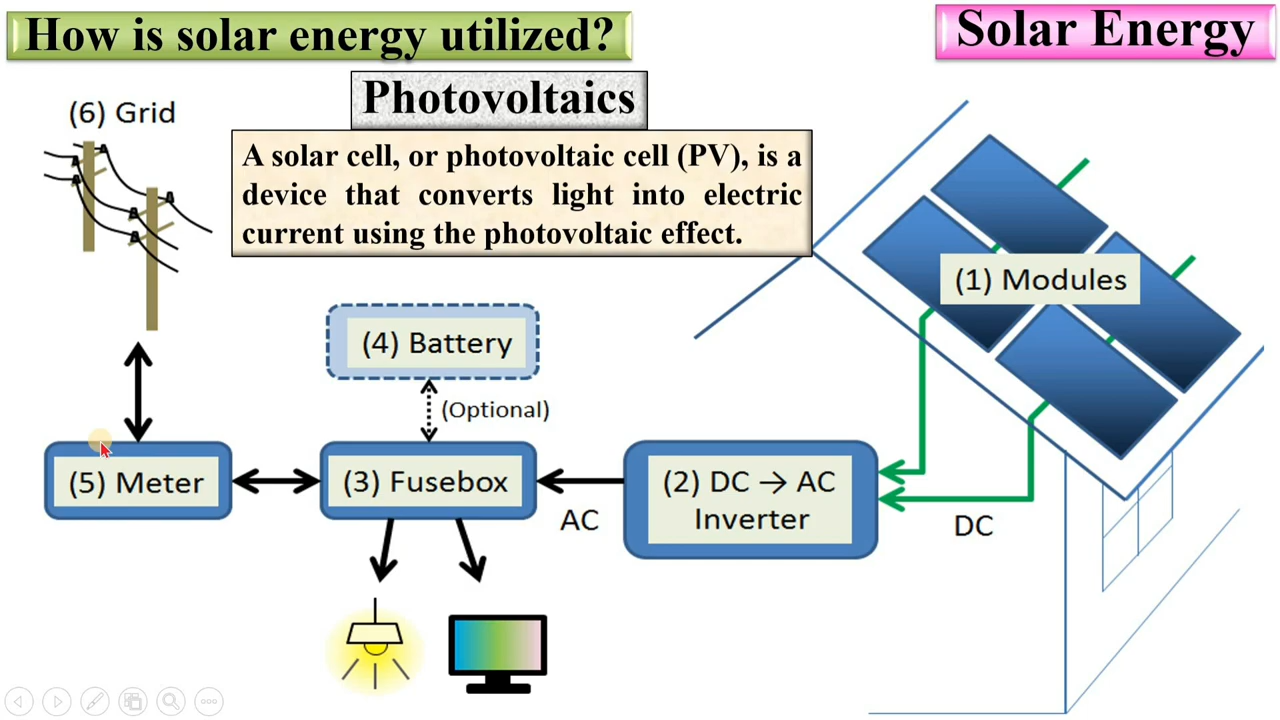 How is solar energy utilized?
Solar Energy
Photovoltaics
A solar cell, or photovoltaic cell (PV), is a
device that converts light into electric
current using the photovoltaic effect.
(6) Grid
(1) Modules
(4) Battery
(Optional)
(5) Meter
(3) Fusebox
AC
(2) DC → AC
Inverter
DC